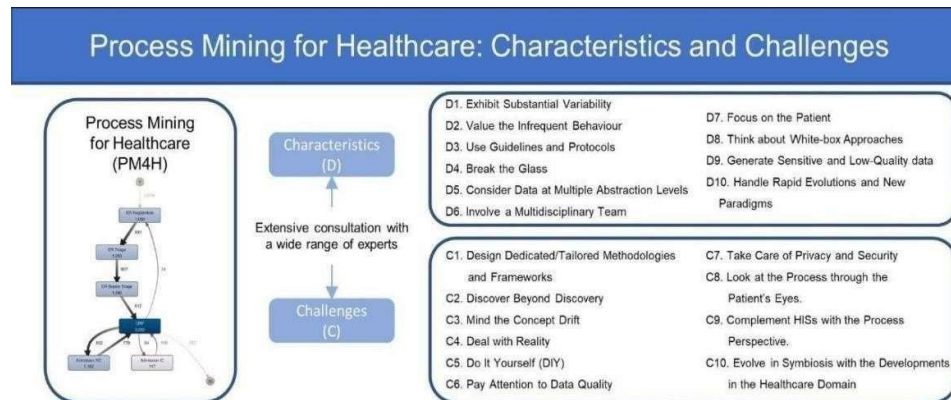 Process Mining for Healthcare: Characteristics and Challenges
Process Mining
for Healthcare
(PM4H)
ER Registration
ER Triage
ER Sepsis Triage
Characteristics
(D)
Extensive consultation with
a wide range of experts
Challenges
(C)
D1. Exhibit Substantial Variability
D2. Value the Infrequent Behaviour
D3. Use Guidelines and Protocols
D4. Break the Glass
D5. Consider Data at Multiple Abstraction Levels
D6. Involve a Multidisciplinary Team
D7. Focus on the Patient
D8. Think about White-box Approaches
D9. Generate Sensitive and Low-Quality data
D10. Handle Rapid Evolutions and New
Paradigms
C1. Design Dedicated/Tailored Methodologies
and Frameworks
C2. Discover Beyond Discovery
C3. Mind the Concept Drift
C4. Deal with Reality
C5. Do It Yourself (DIY)
C6. Pay Attention to Data Quality
C7. Take Care of Privacy and Security
C8. Look at the Process through the
Patient's Eyes.
C9. Complement HISs with the Process
Perspective.
C10. Evolve in Symbiosis with the Developments
in the Healthcare Domain